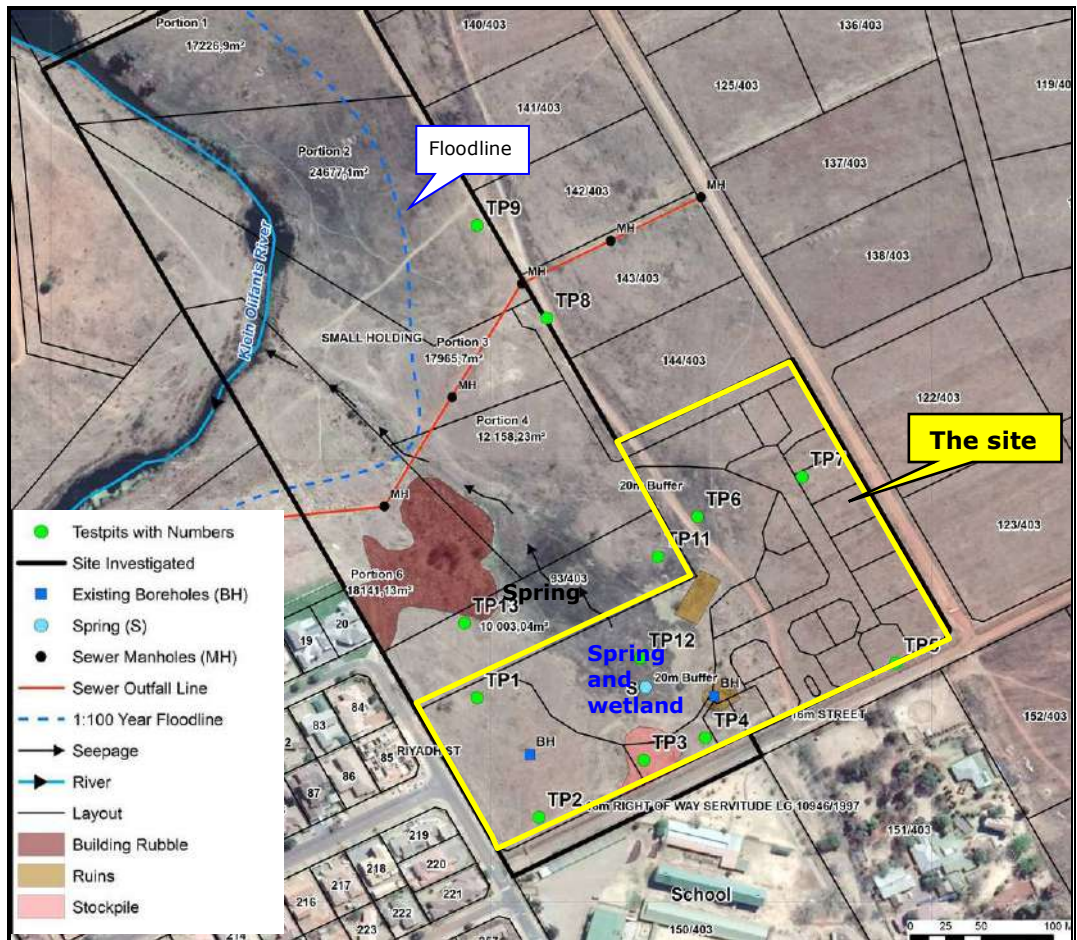 Portion 1
17226,9m²
140/403
136/403
125/403
141/403
Floodline
Portion 2
24677,1m²
137/403
142/403
MH
TP9
MH
138/403
MH
143/403
TP8
Klein Olifants River
SMALL HOLDING
Portion 3
17965,7m²
144/403
MH
122/403
Portion 4
12 158,23m²
The site
TP7
20m Buffer
MH
TP6
123/403
TP11
Portion 6
18141,13m²
93/403
Spring
TP13
10 003,04m²
19
20
TP12
Spring
and
wetland
20m Buffer
S
BH
TP5
TP1
TP4
16m STREET
152/403
83
84
RIYADH ST
85
86
87
BH
TP3
TP2
16m RIGHT OF WAY SERVITUDE LG 10946/1997
151/403
219
220
221
218
217
216
222
223
School
150/403
Testpits with Numbers
Site Investigated
Existing Boreholes (BH)
Spring (S)
Sewer Manholes (MH)
Sewer Outfall Line
1:100 Year Floodline
Seepage
River
Layout
Building Rubble
Ruins
Stockpile
0 25 50 100 M